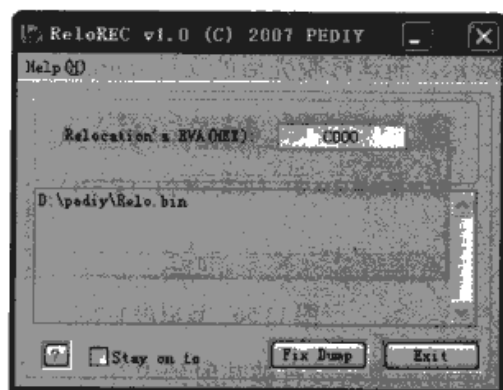 ReloREC v1.0 (C) 2007 PEDIY
Help(H)
Relocation's RVA(HEX): C000
D:\pediy\Relo.bin
? Stay on to Fix Dump Exit